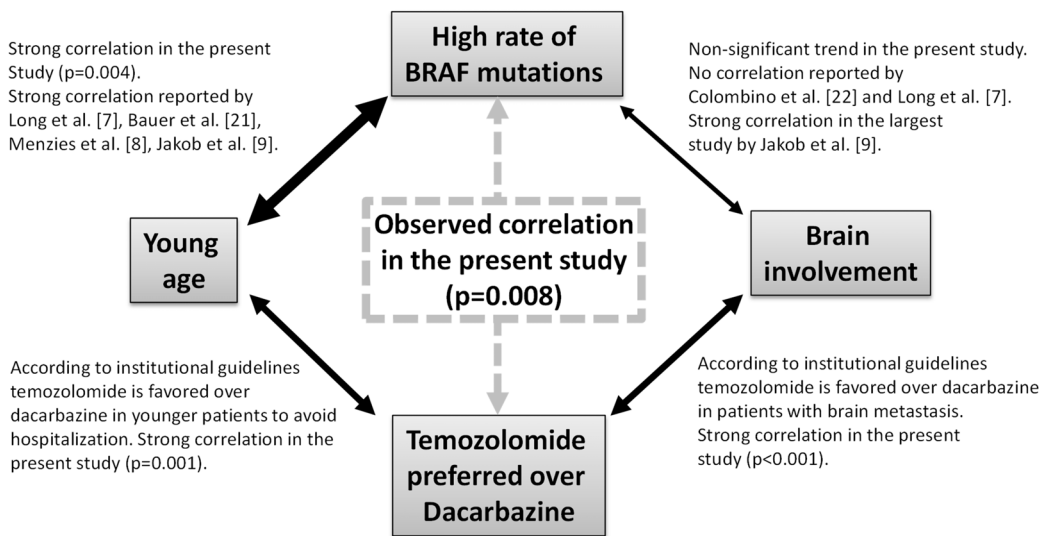 High rate of
BRAF mutations
Strong correlation in the present
Study (p=0.004).
Strong correlation reported by
Long et al. [7], Bauer et al. [21],
Menzies et al. [8], Jakob et al. [9].
Non-significant trend in the present study.
No correlation reported by
Colombino et al. [22] and Long et al. [7].
Strong correlation in the largest
study by Jakob et al. [9].
Young
age
Observed correlation
in the present study
(p=0.008)
Brain
involvement
According to institutional guidelines
temozolomide is favored over
dacarbazine in younger patients to avoid
hospitalization. Strong correlation in the
present study (p=0.001).
According to institutional guidelines
temozolomide is favored over dacarbazine
in patients with brain metastasis.
Strong correlation in the present
study (p<0.001).
Temozolomide
preferred over
Dacarbazine